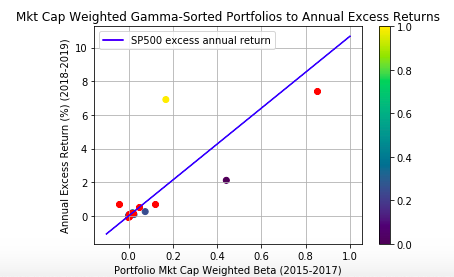 Mkt Cap Weighted Gamma-Sorted Portfolios to Annual Excess Returns
SP500 excess annual return
Annual Excess Return (%) (2018-2019)
10
8
6
4
2
0
0.0 0.2 0.4 0.6 0.8 1.0
Portfolio Mkt Cap Weighted Beta (2015-2017)
1.0
0.8
0.6
0.4
0.2
0.0